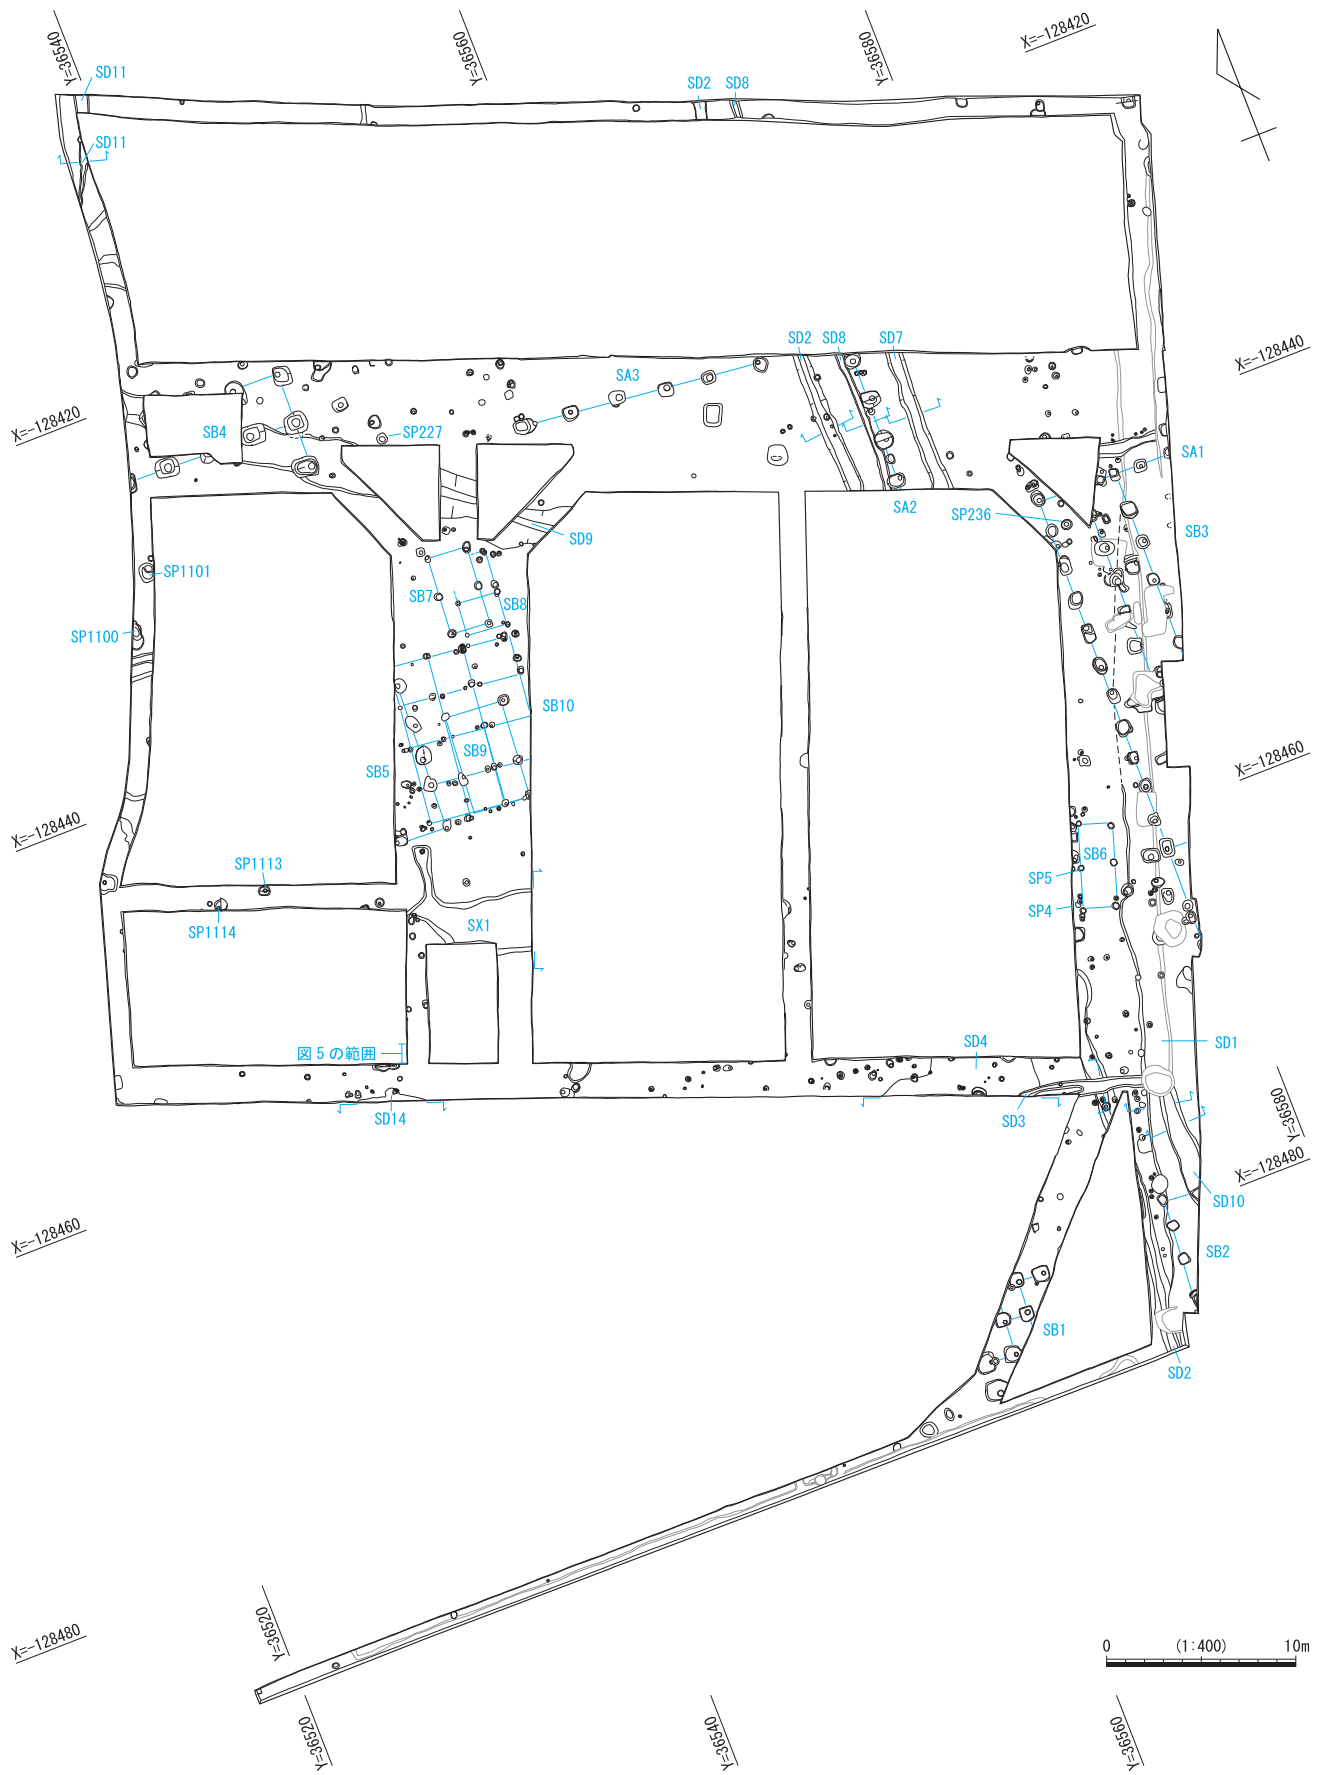 Y=36540
Y=36560
Y=36580
X=-128420
SD11
SD2
SD8
SD11
SD2
SD8
SD7
X=-128440
SA3
X=-128420
SB4
SP227
SA1
SA2
SP236
SB3
SD9
SP1101
SB7
SB8
SP1100
SB10
SB9
SB5
X=-128460
X=-128440
SP1113
SB6
SP5
SP4
SP1114
SX1
図5の範囲
SD4
SD1
SD14
SD3
Y=36580
X=-128480
SD10
X=-128460
SB2
SB1
SD2
Y=36520
X=-128480
0 (1:400) 10m
Y=36520
Y=36540
Y=36560